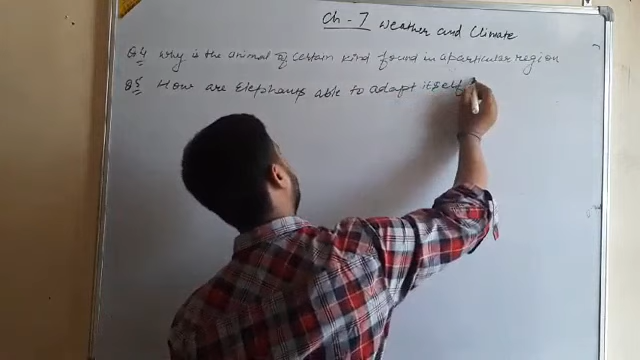 Ch - 7 Weather and Climate
Q4 Why is the animal of certain kind found in a particular region
Q5 How are Elephants able to adapt itself